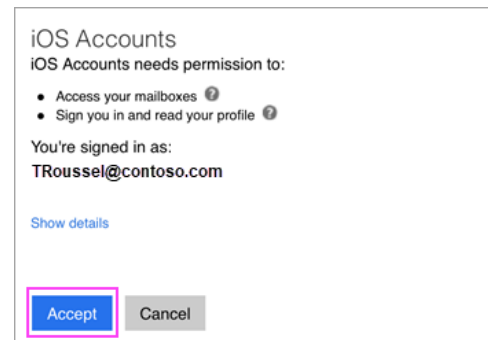 iOS Accounts
iOS Accounts needs permission to:
• Access your mailboxes ?
• Sign you in and read your profile ?
You're signed in as:
TRoussel@contoso.com
Show details
Accept Cancel